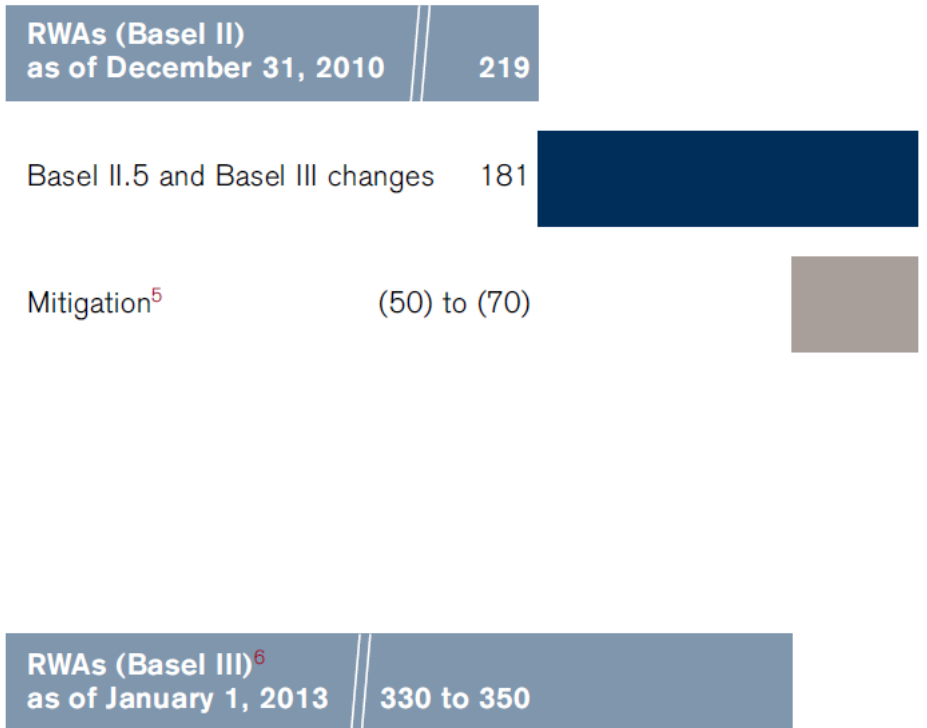 RWAs (Basel II)
as of December 31, 2010 219
Basel II.5 and Basel III changes 181
Mitigation5 (50) to (70)
RWAs (Basel III)6
as of January 1, 2013 330 to 350